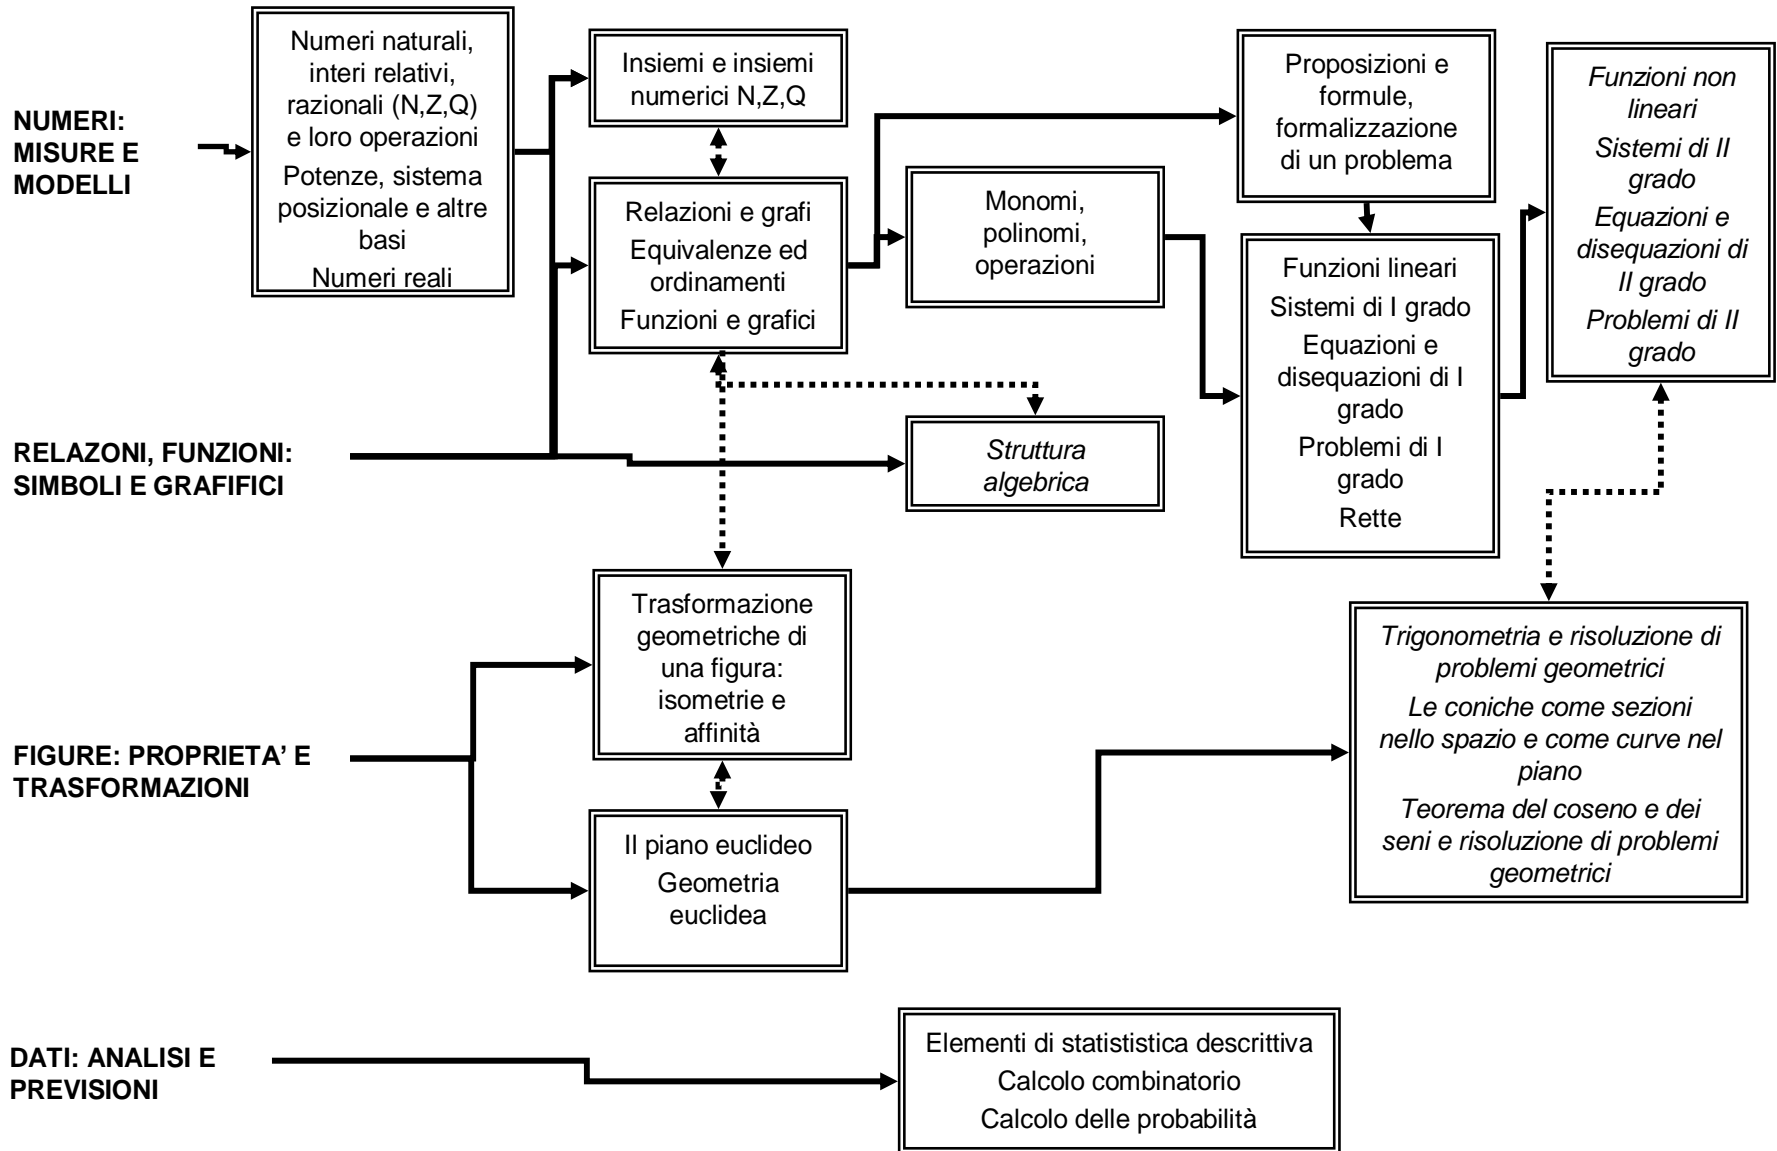 NUMERI:
MISURE E
MODELLI
Numeri naturali,
interi relativi,
razionali (N,Z,Q)
e loro operazioni
Potenze, sistema
posizionale e altre
basi
Numeri reali
Insiemi e insiemi
numerici N,Z,Q
Relazioni e grafi
Equivalenze ed
ordinamenti
Funzioni e grafici
Monomi,
polinomi,
operazioni
Proposizioni e
formule,
formalizzazione
di un problema
Funzioni lineari
Sistemi di I grado
Equazioni e
disequazioni di I
grado
Problemi di I
grado
Rette
Funzioni non
lineari
Sistemi di II
grado
Equazioni e
disequazioni di
II grado
Problemi di II
grado
RELAZONI, FUNZIONI:
SIMBOLI E GRAFIFICI
Struttura
algebrica
FIGURE: PROPRIETA’ E
TRASFORMAZIONI
Trasformazione
geometriche di
una figura:
isometrie e
affinità
Il piano euclideo
Geometria
euclidea
Trigonometria e risoluzione di
problemi geometrici
Le coniche come sezioni
nello spazio e come curve nel
piano
Teorema del coseno e dei
seni e risoluzione di problemi
geometrici
DATI: ANALISI E
PREVISIONI
Elementi di statististica descrittiva
Calcolo combinatorio
Calcolo delle probabilità